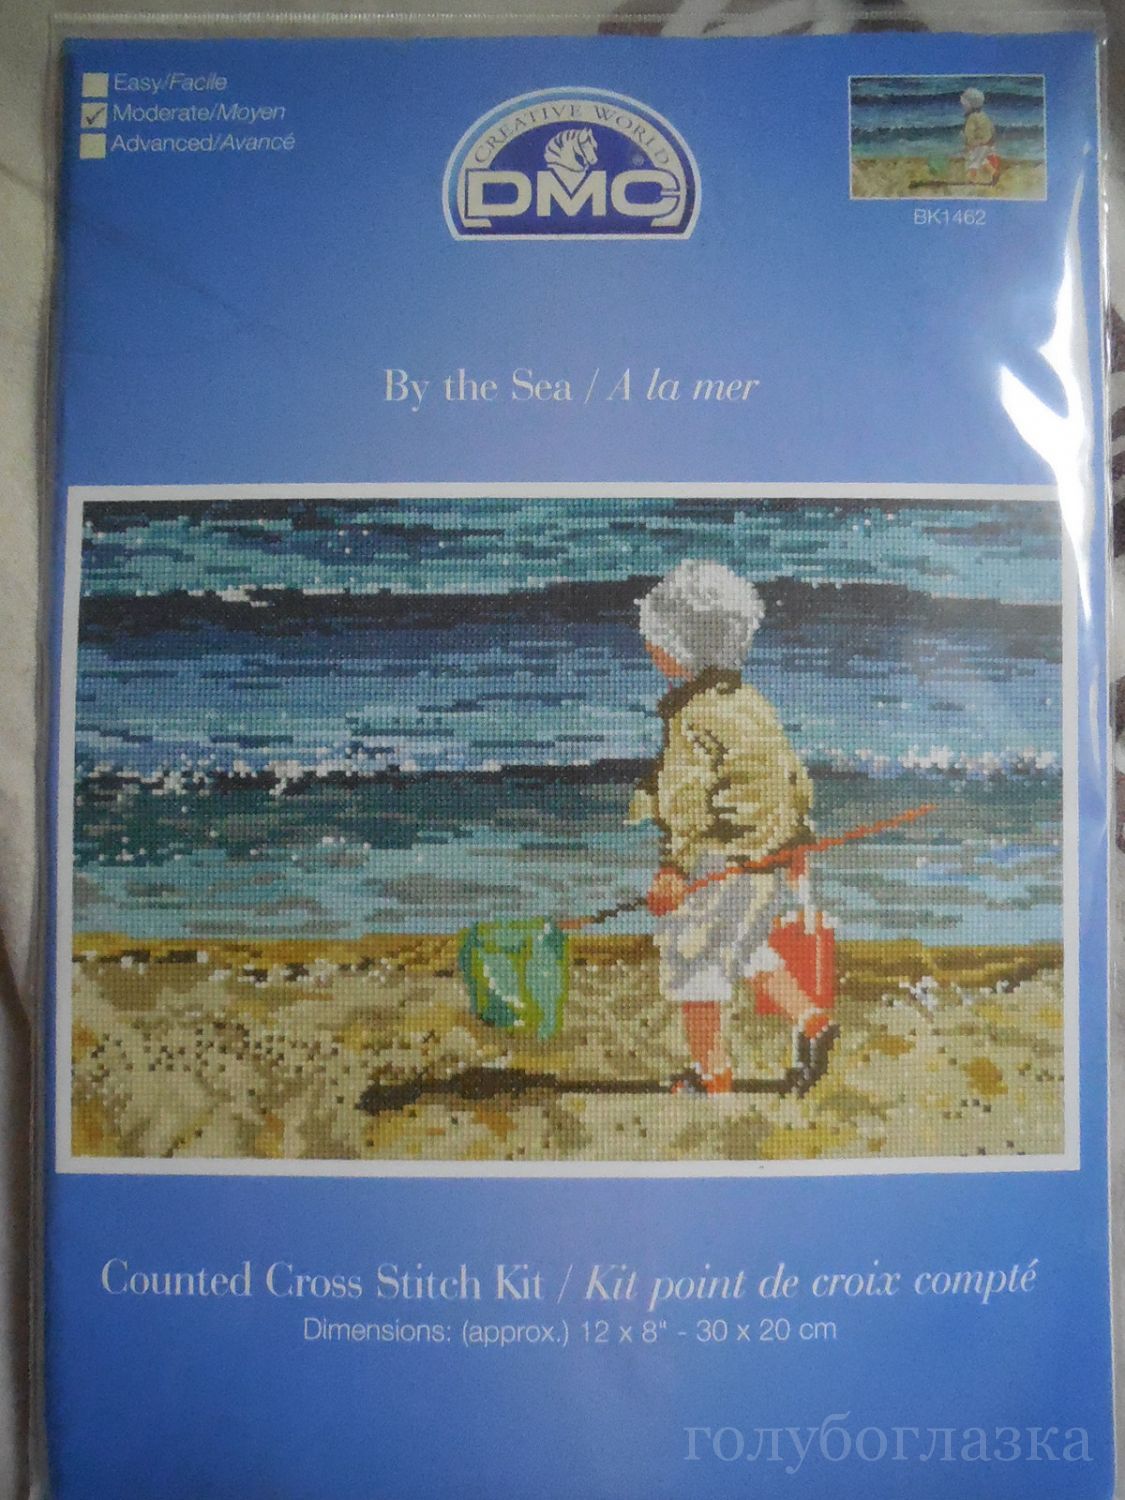 Easy/Facile
Moderate/Moyen
Advanced/Avancé
CREATIVE WORLD
DMC
®
BK1462
By the Sea / A la mer
Counted Cross Stitch Kit / Kit point de croix compté
Dimensions: (approx.) 12 x 8" - 30 x 20 cm
голубоглазка